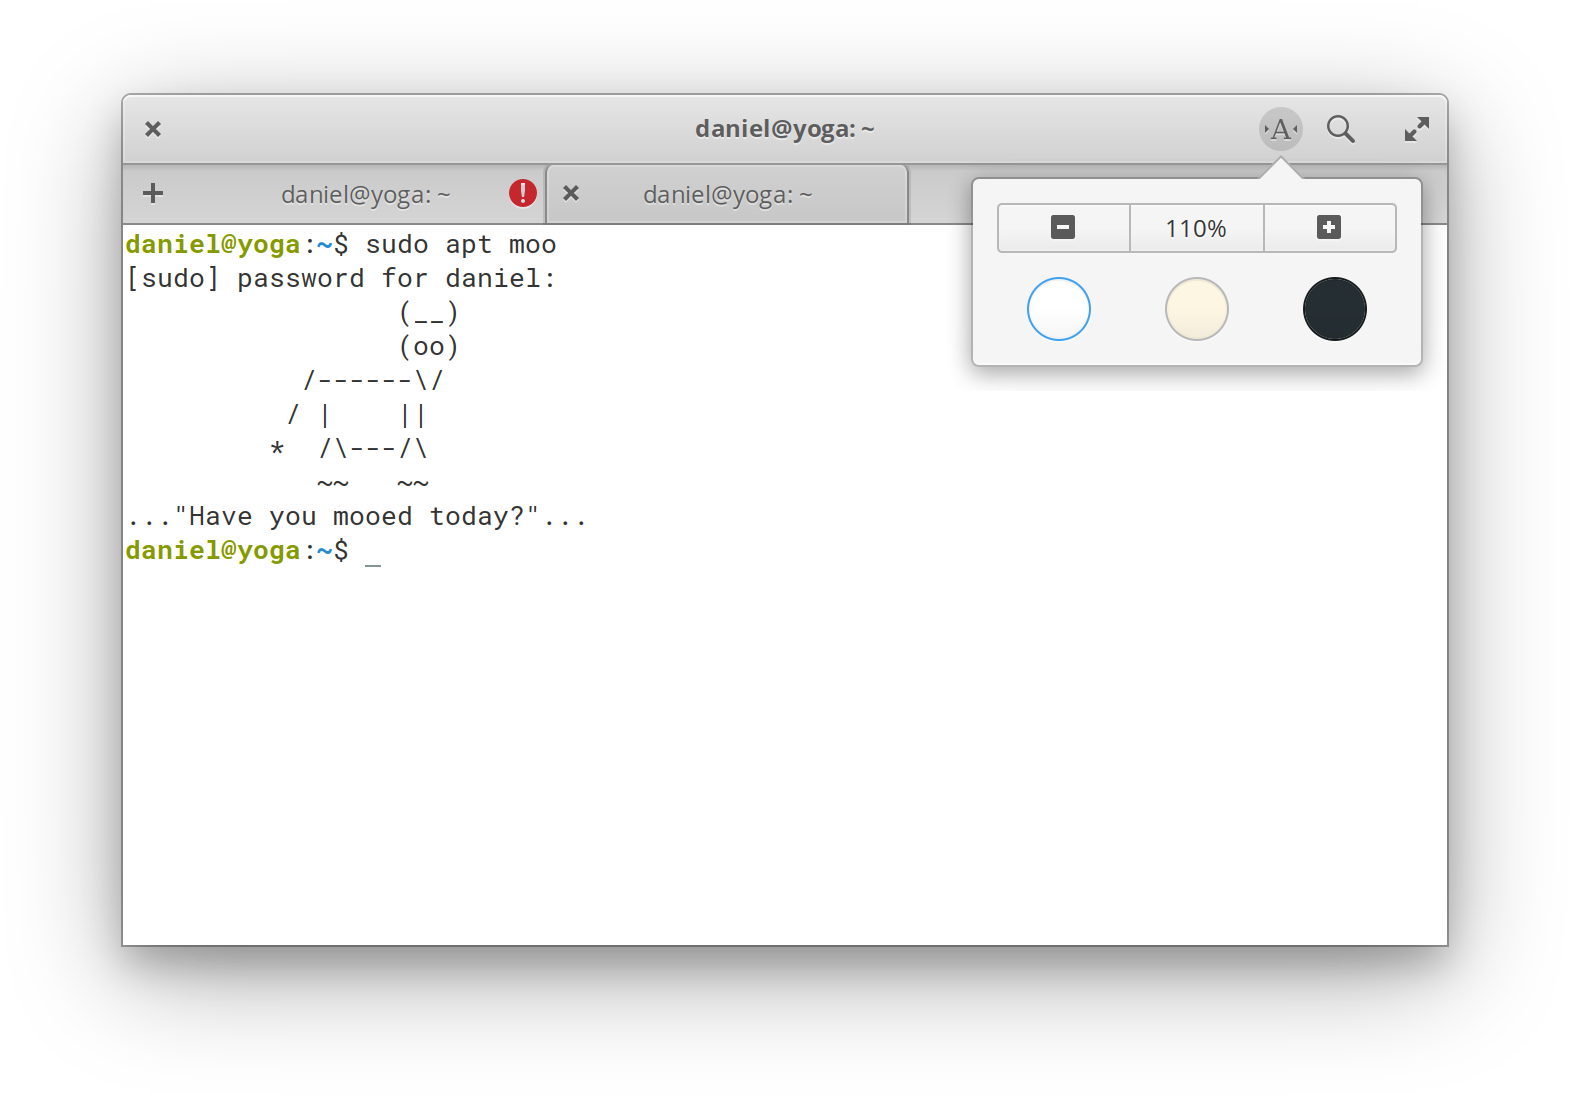 daniel@yoga: ~
A
daniel@yoga: ~
daniel@yoga: ~
110%
daniel@yoga:~$ sudo apt moo
[sudo] password for daniel:
                 (__)
                 (oo)
           /------\/
          / |    ||
         *  /\---/\
            ~~   ~~
..."Have you mooed today?"...
daniel@yoga:~$ _